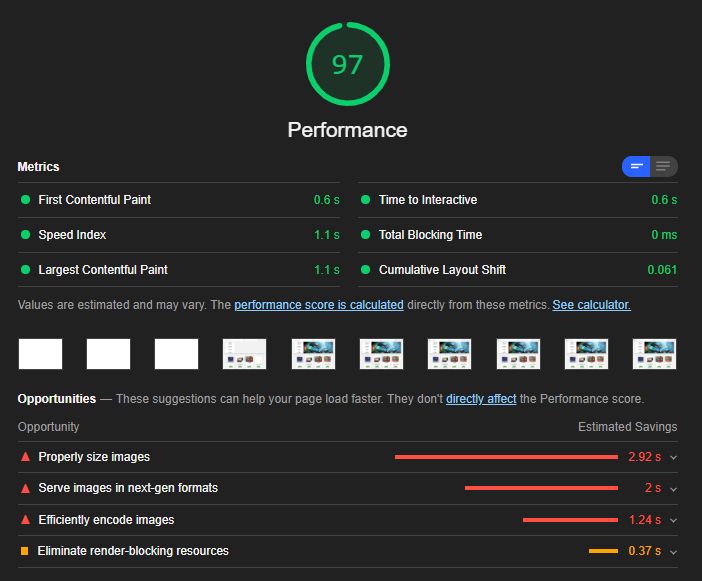 97
Performance
Metrics
First Contentful Paint 0.6 s
Time to Interactive 0.6 s
Speed Index 1.1 s
Total Blocking Time 0 ms
Largest Contentful Paint 1.1 s
Cumulative Layout Shift 0.061
Values are estimated and may vary. The performance score is calculated directly from these metrics. See calculator.
Opportunities — These suggestions can help your page load faster. They don't directly affect the Performance score.
Opportunity Estimated Savings
Properly size images 2.92 s
Serve images in next-gen formats 2 s
Efficiently encode images 1.24 s
Eliminate render-blocking resources 0.37 s